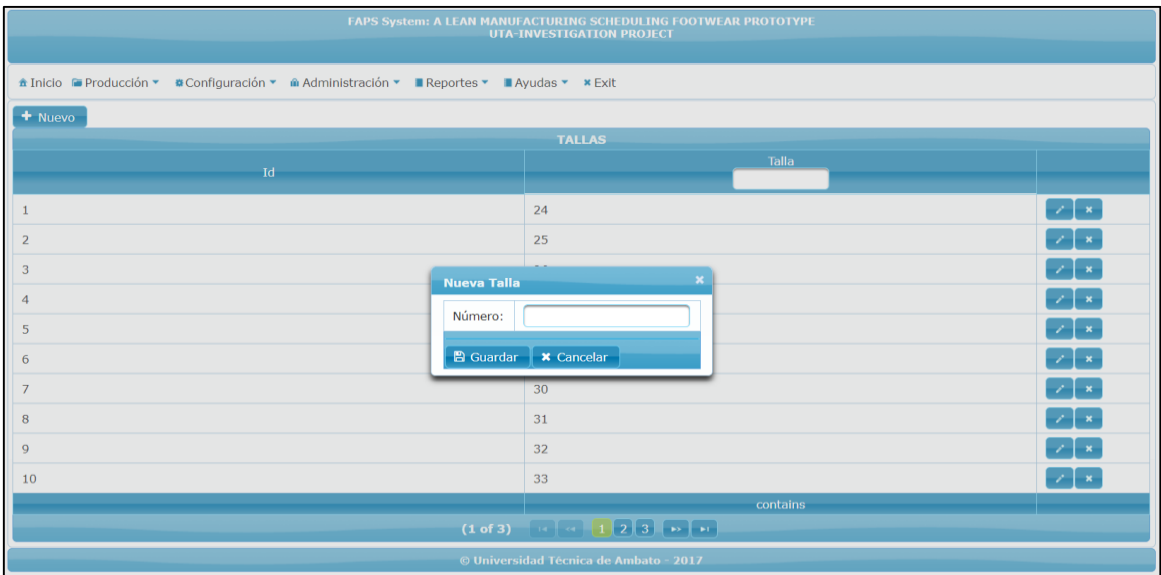 FAPS System: A LEAN MANUFACTURING SCHEDULING FOOTWEAR PROTOTYPE
UTA-INVESTIGATION PROJECT
Inicio Producción Configuración Administración Reportes Ayudas Exit
Nuevo
TALLAS
Id Talla
1 24
2 25
3
Nueva Talla
4
Número:
5
6
Guardar Cancelar
7 30
8 31
9 32
10 33
contains
(1 of 3) 1 2 3
© Universidad Técnica de Ambato - 2017